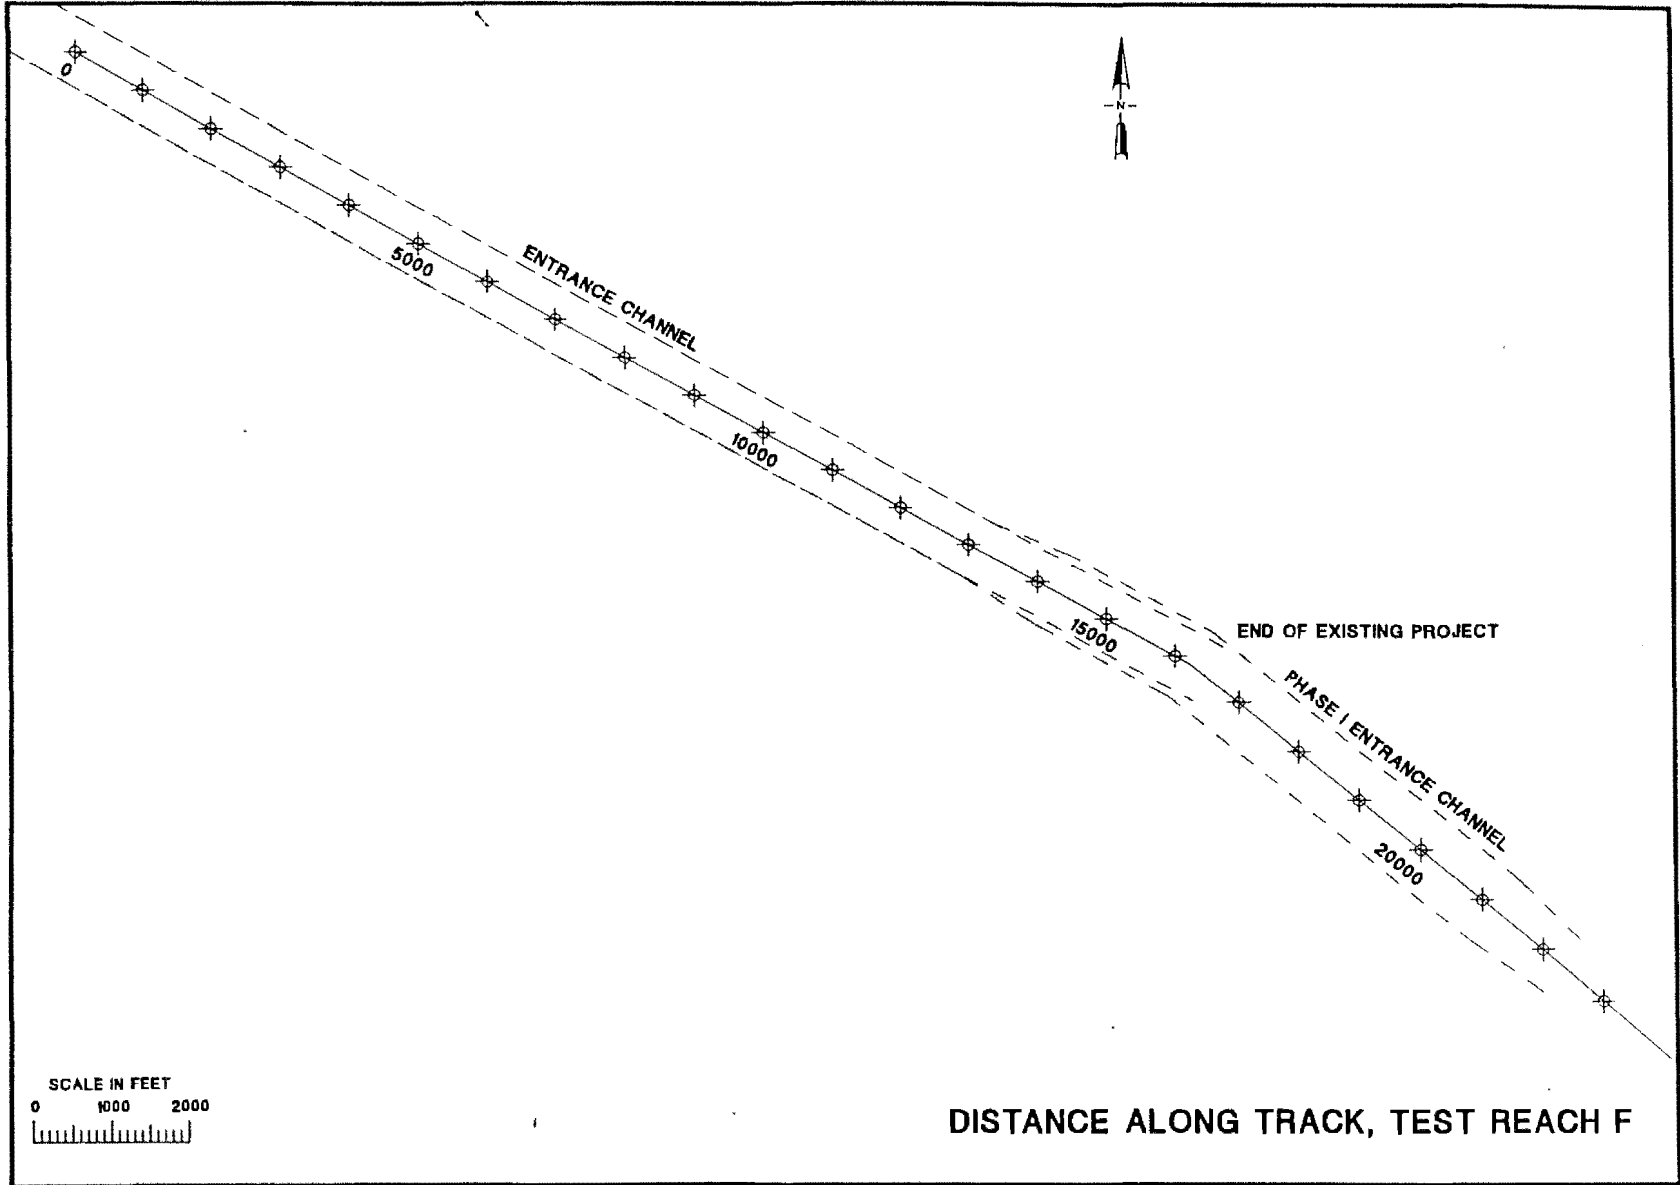 N
0
5000
ENTRANCE CHANNEL
10000
15000
END OF EXISTING PROJECT
PHASE I ENTRANCE CHANNEL
20000
SCALE IN FEET
0 1000 2000
DISTANCE ALONG TRACK, TEST REACH F